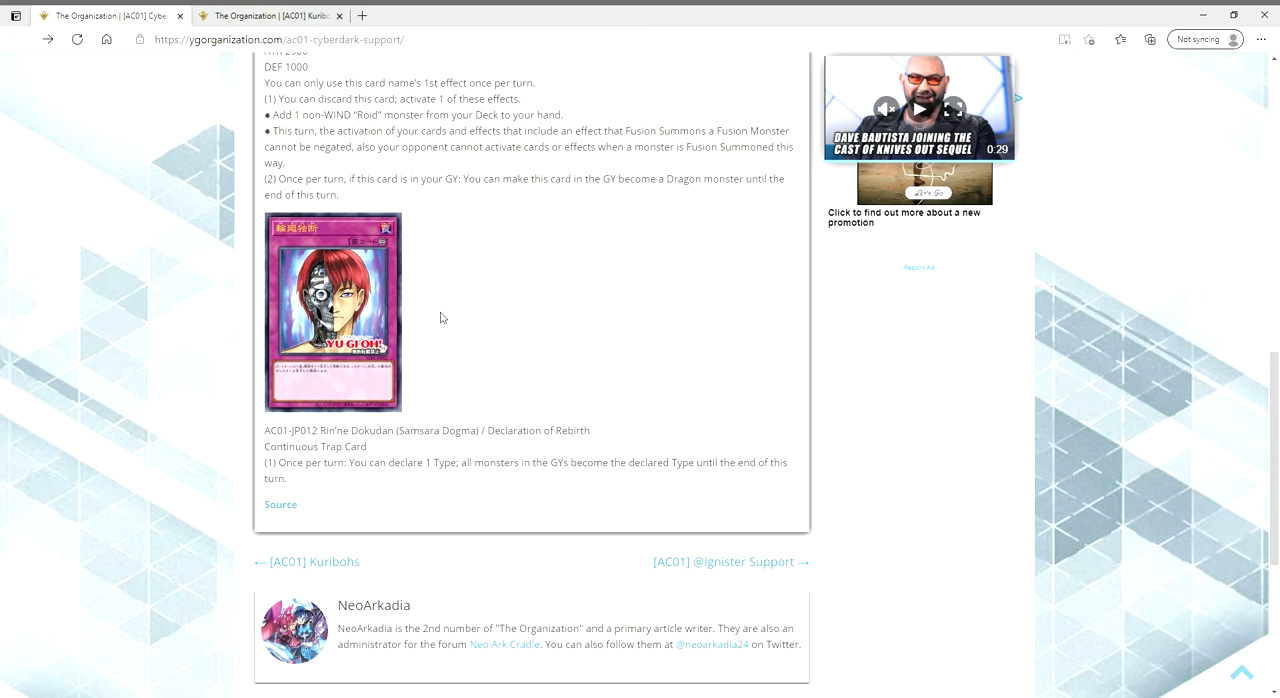 The Organization | [AC01] Cybe
The Organization | [AC01] Kuribo
https://ygorganization.com/ac01-cyberdark-support/
Not syncing
DEF 1000
You can only use this card name's 1st effect once per turn.
(1) You can discard this card; activate 1 of these effects.
● Add 1 non-WIND "Roid" monster from your Deck to your hand.
● This turn, the activation of your cards and effects that include an effect that Fusion Summons a Fusion Monster
cannot be negated, also your opponent cannot activate cards or effects when a monster is Fusion Summoned this
way.
(2) Once per turn, if this card is in your GY: You can make this card in the GY become a Dragon monster until the
end of this turn.
輪廻独断
YU-GI-OH!
AC01-JP012 Rin'ne Dokudan (Samsara Dogma) / Declaration of Rebirth
Continuous Trap Card
(1) Once per turn: You can declare 1 Type; all monsters in the GYs become the declared Type until the end of this
turn.
Source
← [AC01] Kuribohs
[AC01] @Ignister Support →
NeoArkadia
NeoArkadia is the 2nd number of "The Organization" and a primary article writer. They are also an
administrator for the forum Neo Ark Cradle. You can also follow them at @neoarkadia24 on Twitter.
DAVE BAUTISTA JOINING THE
CAST OF KNIVES OUT SEQUEL
0:29
Let's Go
Click to find out more about a new
promotion
Report Ad